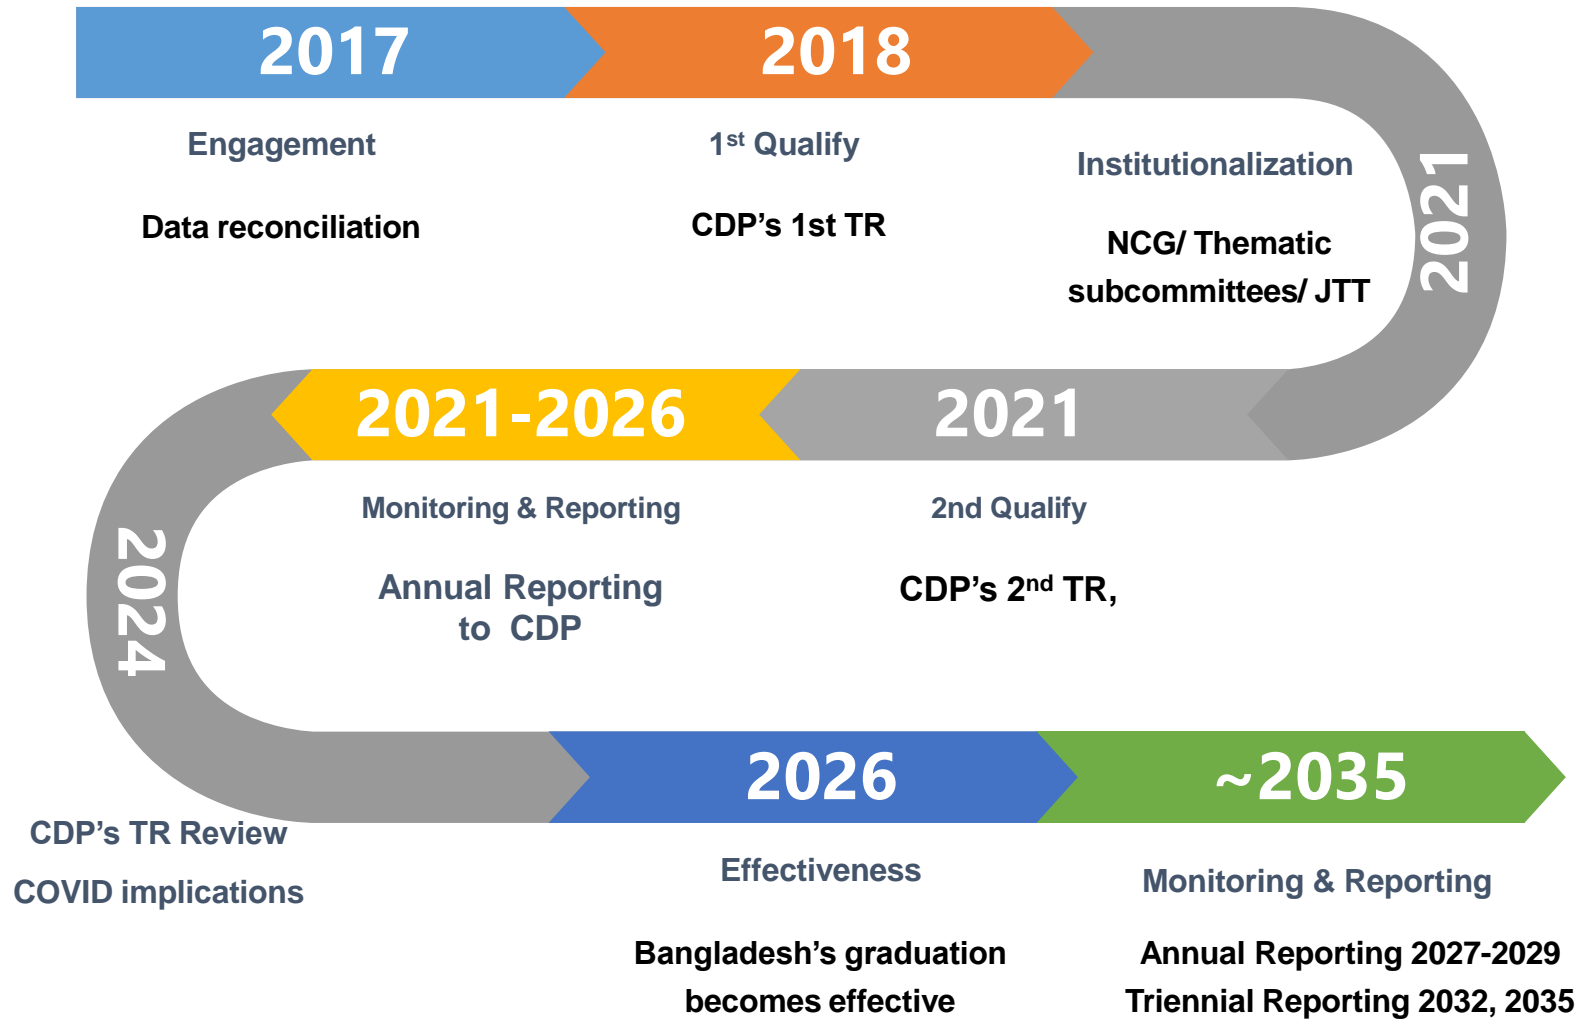 2017
2018
Engagement
1st Qualify
Institutionalization
2021
Data reconciliation
CDP’s 1st TR
NCG/ Thematic
subcommittees/ JTT
2021-2026
2021
Monitoring & Reporting
2nd Qualify
Annual Reporting
to CDP
CDP’s 2nd TR,
2024
2026
~2035
CDP’s TR Review
COVID implications
Effectiveness
Monitoring & Reporting
Bangladesh’s graduation
becomes effective
Annual Reporting 2027-2029
Triennial Reporting 2032, 2035